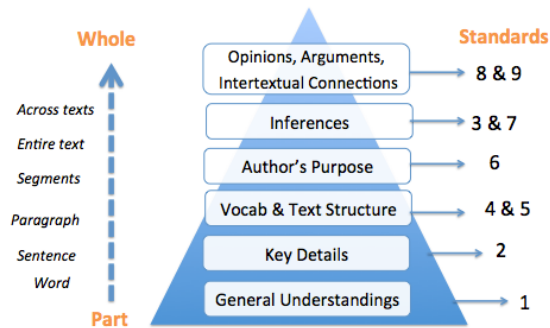 Whole
Standards
Opinions, Arguments,
Intertextual Connections
8 & 9
Across texts
Inferences
3 & 7
Entire text
Author's Purpose
6
Segments
Vocab & Text Structure
4 & 5
Paragraph
Key Details
2
Sentence
Word
General Understandings
1
Part